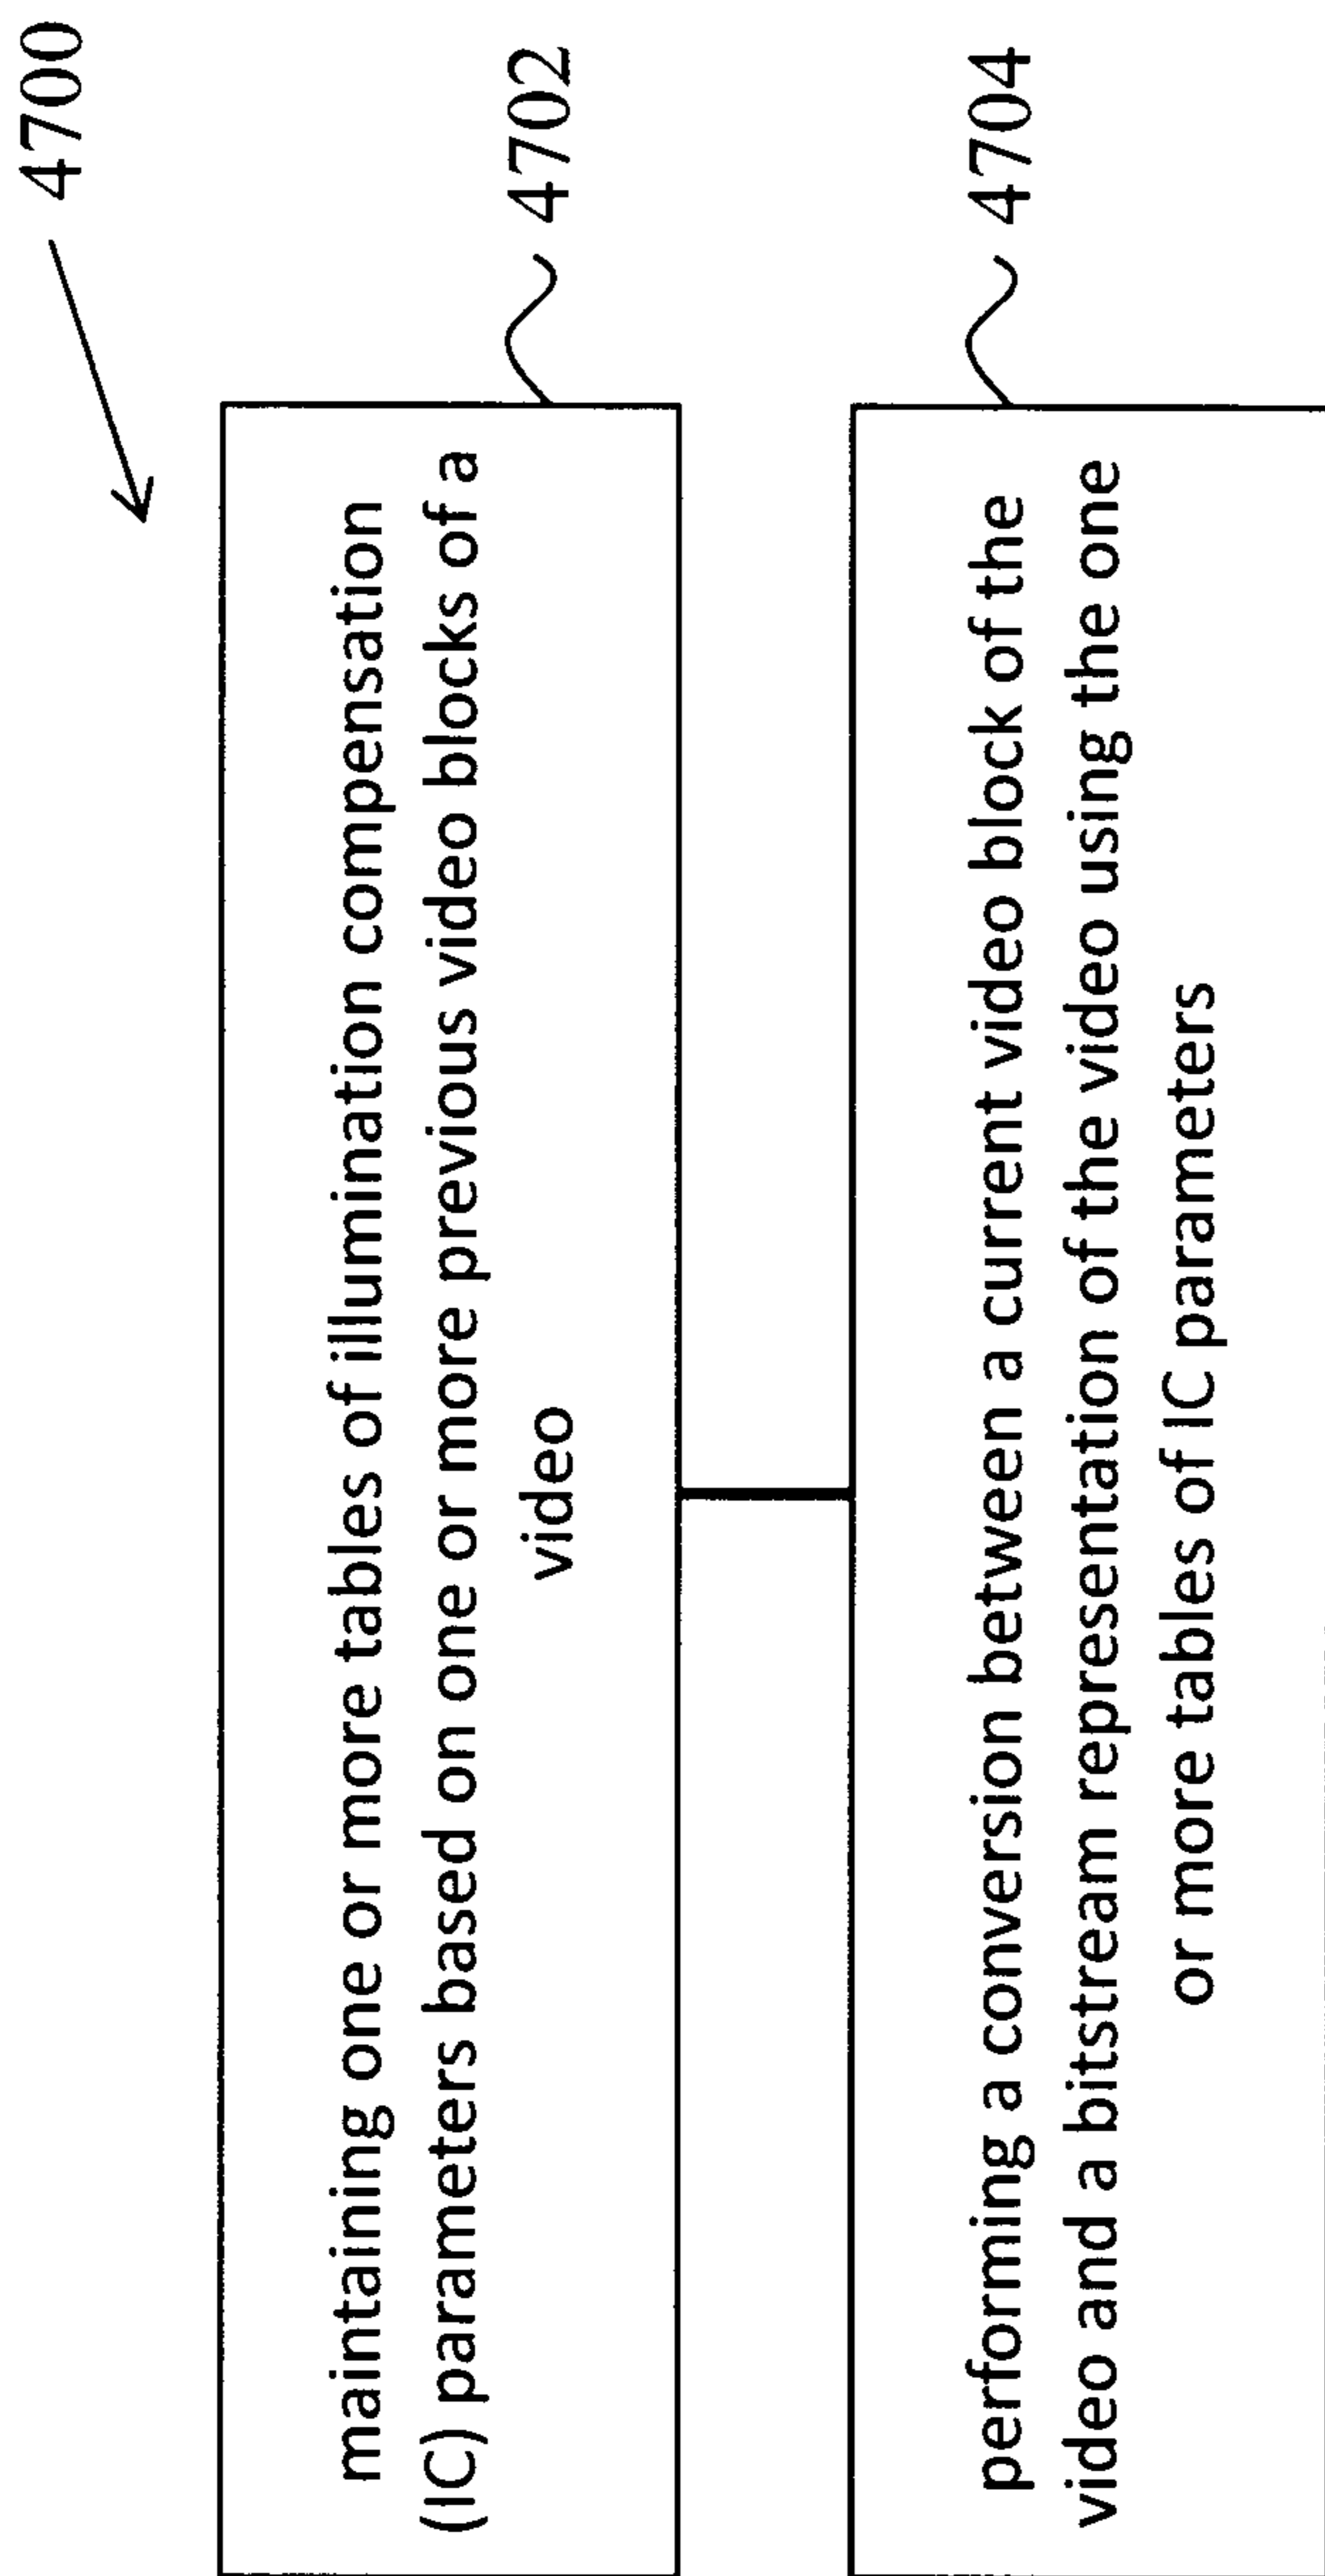 4700
maintaining one or more tables of illumination compensation
(IC) parameters based on one or more previous video blocks of a
video
4702
performing a conversion between a current video block of the
video and a bitstream representation of the video using the one
or more tables of IC parameters
4704